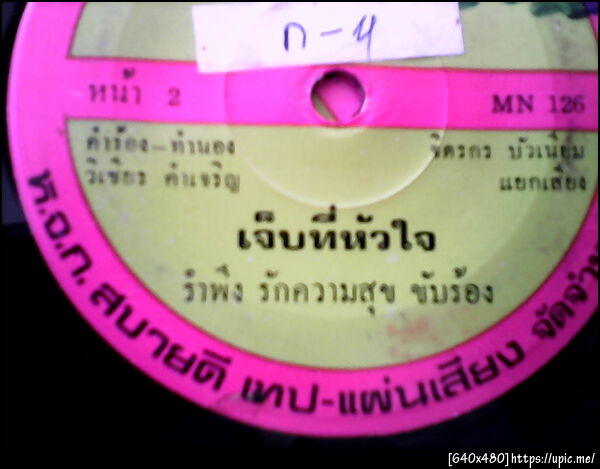 ก-ฯ
หน้า 2
MN 126
คำร้อง-ทำนอง
วิเชียร คำเจริญ
จิตรกร บัวเนียม
แยกเสียง
เจ็บที่หัวใจ
รำพึง รักความสุข ขับร้อง
ห.จ.ก. สบายดี เทป-แผ่นเสียง จัดจำห
[640x480]https://upic.me/